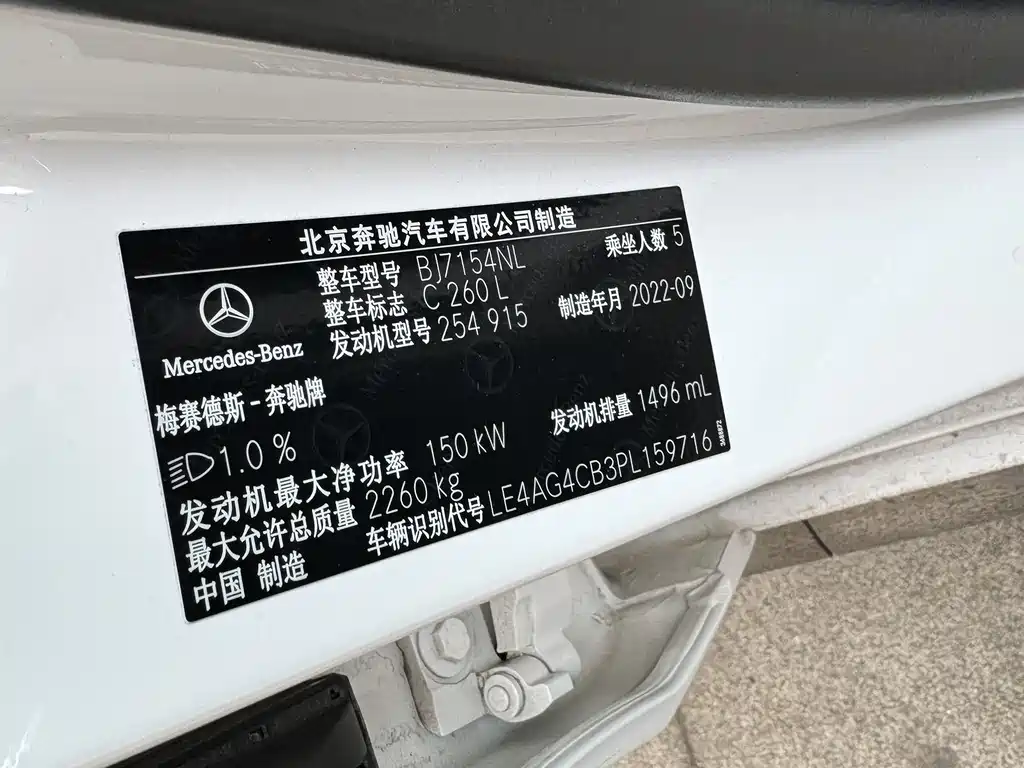 北京奔驰汽车有限公司制造
整车型号 BJ7154NL 乘坐人数 5
整车标志 C 260 L
发动机型号 254 915 制造年月 2022-09
Mercedes-Benz
梅赛德斯-奔驰牌
1.0 % 发动机排量 1496 mL
发动机最大净功率 150 kW
最大允许总质量 2260 kg
中国 制造 车辆识别代号 LE4AG4CB3PL159716